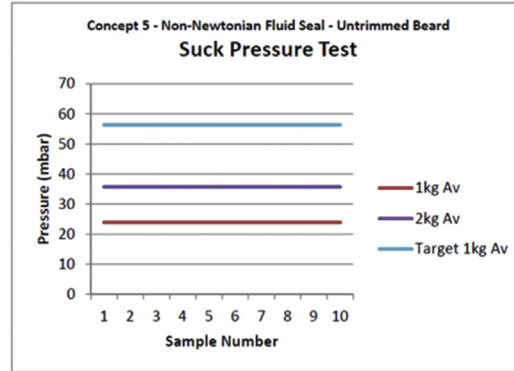 Concept 5 - Non-Newtonian Fluid Seal - Untrimmed Beard
Suck Pressure Test
70
60
50
40
30
20
10
0
Pressure (mbar)
1 2 3 4 5 6 7 8 9 10
Sample Number
1kg Av
2kg Av
Target 1kg Av